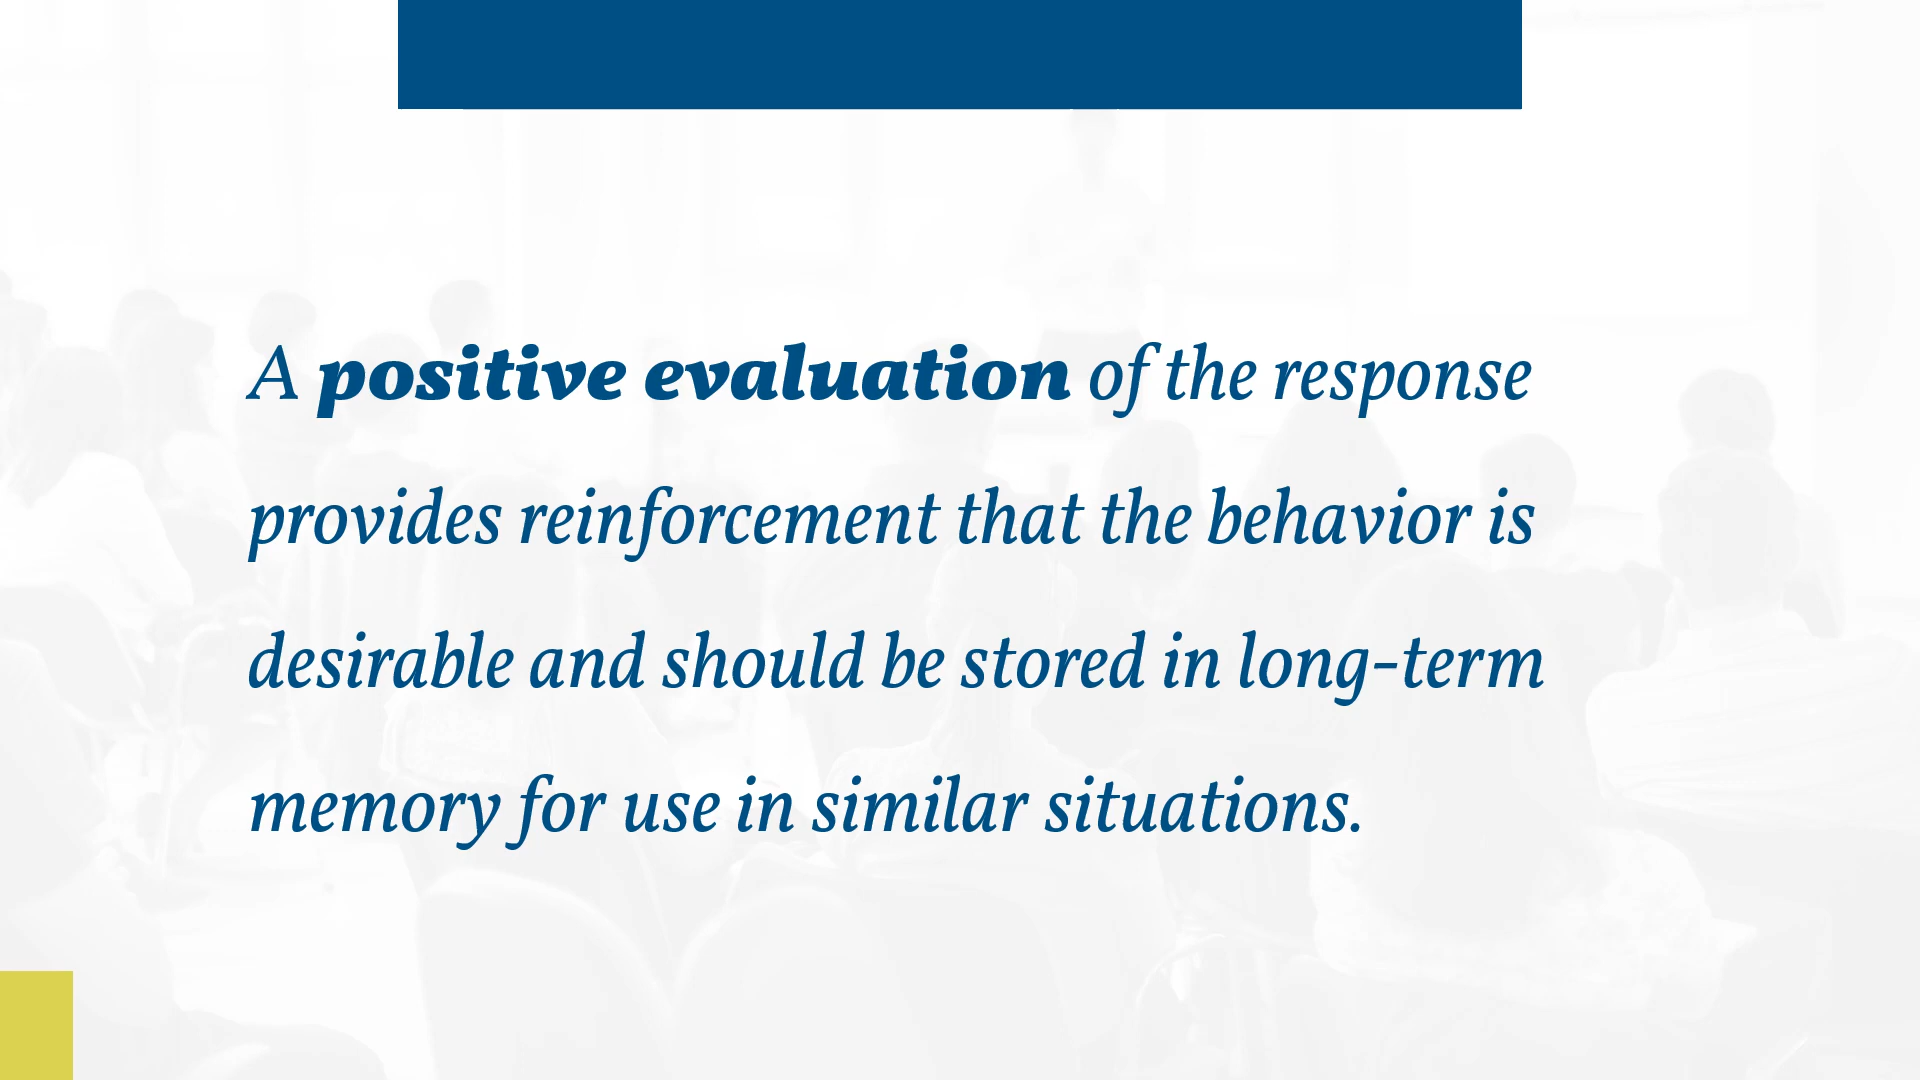 A positive evaluation of the response
provides reinforcement that the behavior is
desirable and should be stored in long-term
memory for use in similar situations.